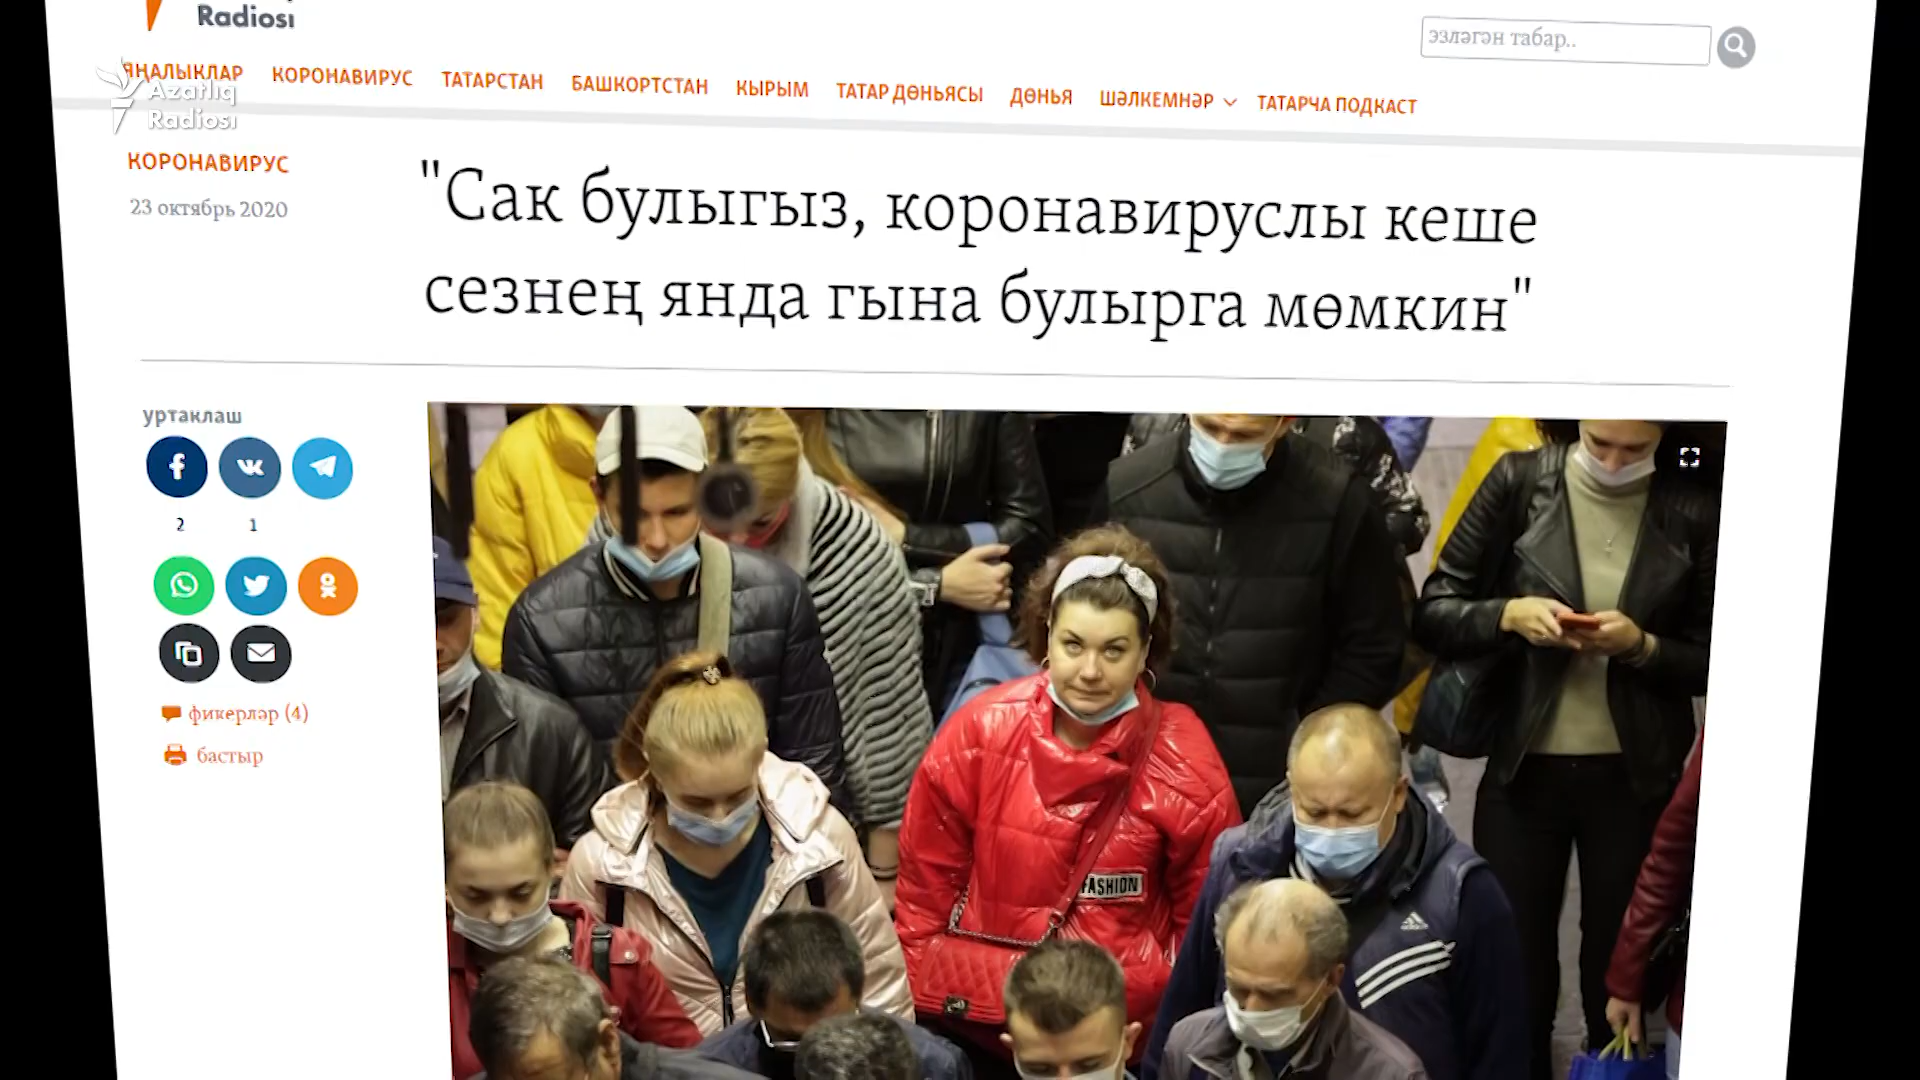 Radiosı
эзләгән табар..
ЯҢАЛЫКЛАР КОРОНАВИРУС ТАТАРСТАН БАШКОРТСТАН КЫРЫМ ТАТАР ДӨНЬЯСЫ ДӨНЬЯ ШӘЛКЕМНӘР ТАТАРЧА ПОДКАСТ
Azatlıq
Radiosı
КОРОНАВИРУС
23 октябрь 2020
"Сак булыгыз, коронавируслы кеше
сезнең янда гына булырга мөмкин"
уртаклаш
2 1
фикерләр (4)
бастыр
FASHION
adidas